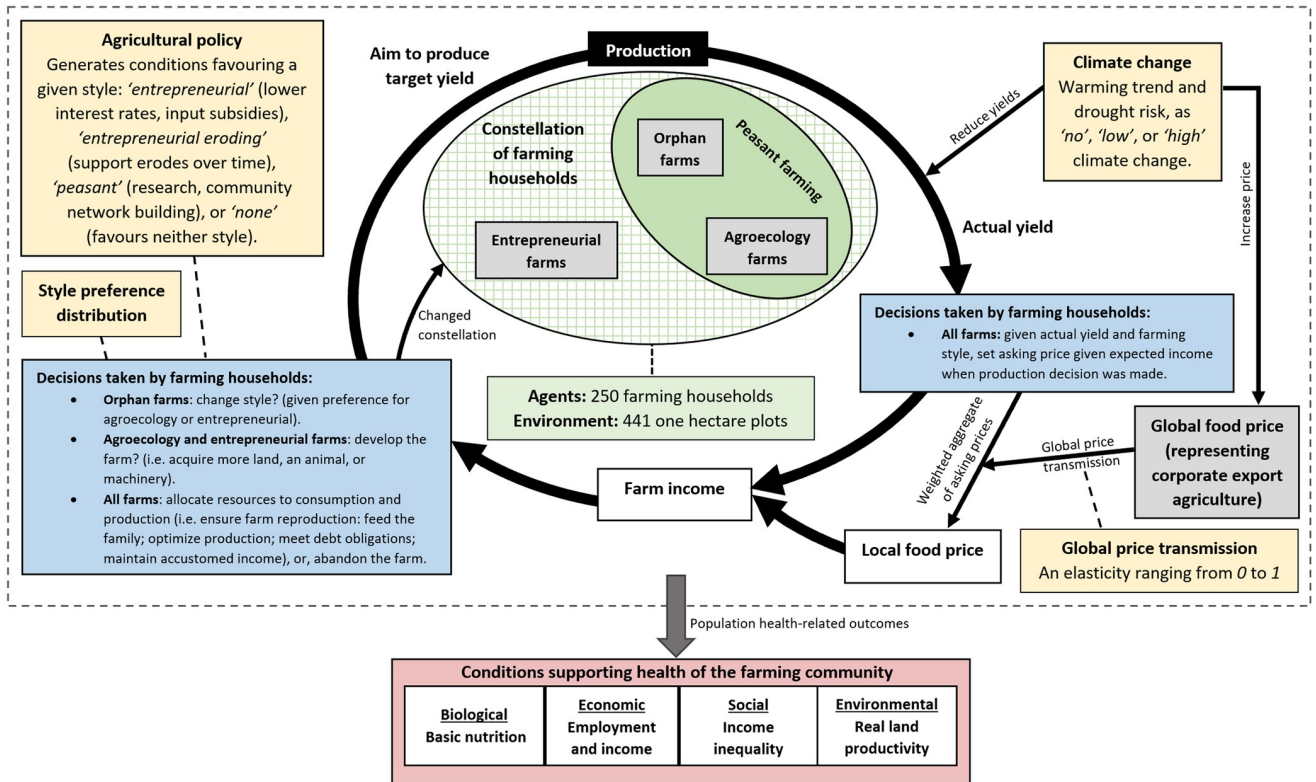 Agricultural policy
Generates conditions favouring a
given style: ‘entrepreneurial’ (lower
interest rates, input subsidies),
‘entrepreneurial eroding’
(support erodes over time),
‘peasant’ (research, community
network building), or ‘none’
(favours neither style).
Style preference
distribution
Aim to produce
target yield
Production
Constellation
of farming
households
Orphan
farms
Peasant farming
Entrepreneurial
farms
Agroecology
farms
Changed
constellation
Agents: 250 farming households
Environment: 441 one hectare plots
Climate change
Warming trend and
drought risk, as
‘no’, ‘low’, or ‘high’
climate change.
Reduce yields
Increase price
Actual yield
Decisions taken by farming households:
• All farms: given actual yield and farming
style, set asking price given expected income
when production decision was made.
Weighted aggregate
of asking prices
Global price
transmission
Global food price
(representing
corporate export
agriculture)
Global price transmission
An elasticity ranging from 0 to 1
Local food price
Farm income
Decisions taken by farming households:
• Orphan farms: change style? (given preference for
agroecology or entrepreneurial).
• Agroecology and entrepreneurial farms: develop the
farm? (i.e. acquire more land, an animal, or
machinery).
• All farms: allocate resources to consumption and
production (i.e. ensure farm reproduction: feed the
family; optimize production; meet debt obligations;
maintain accustomed income), or, abandon the farm.
Population health-related outcomes
Conditions supporting health of the farming community
Biological
Basic nutrition
Economic
Employment
and income
Social
Income
inequality
Environmental
Real land
productivity